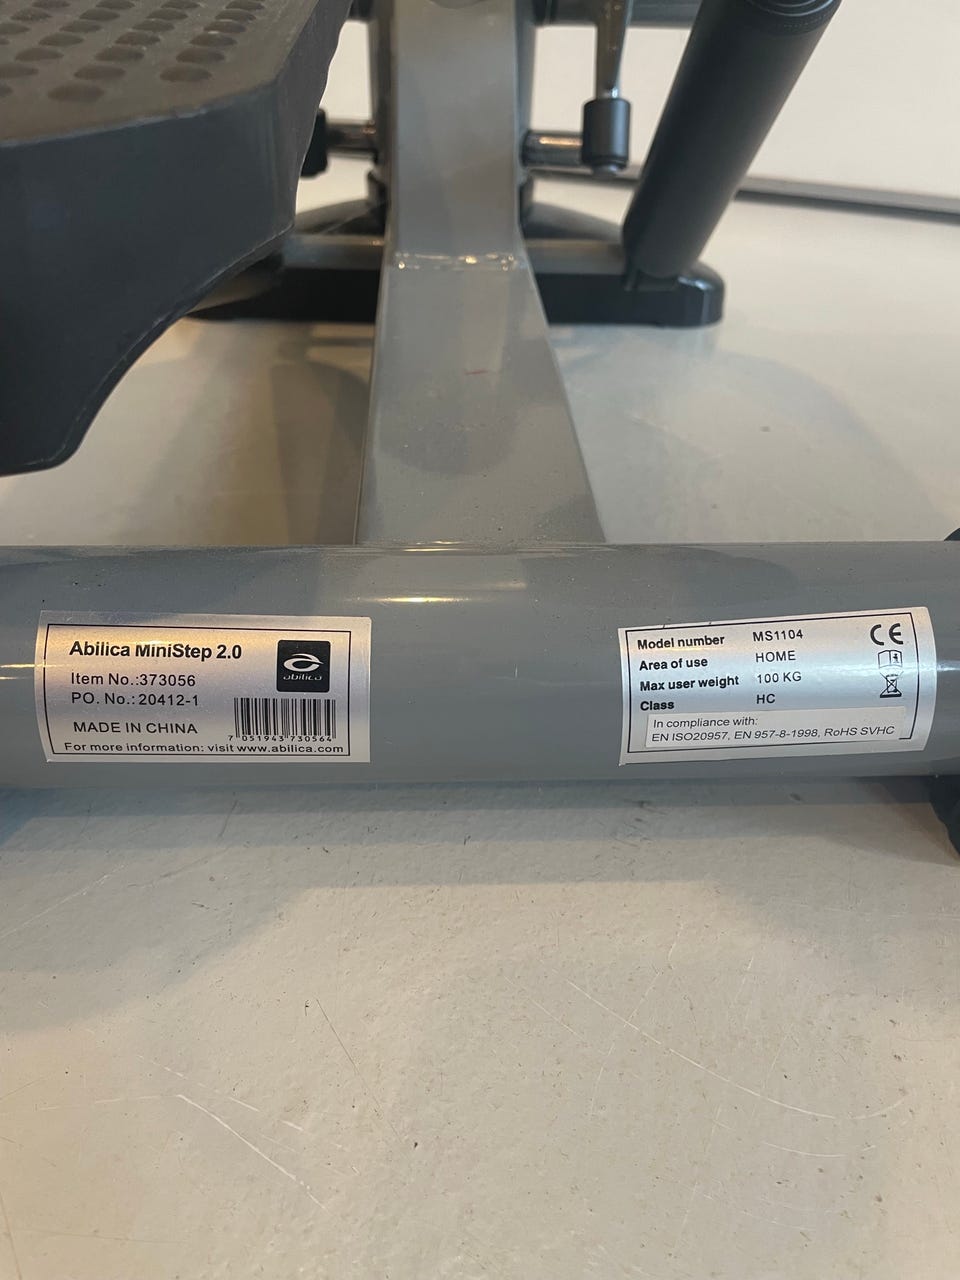 Abilica MiniStep 2.0
Item No.:373056
PO. No.:20412-1
MADE IN CHINA
For more information: visit www.abilica.com
abilica
7 051943 730564
Model number MS1104
Area of use HOME
Max user weight 100 KG
Class HC
CE
In compliance with:
EN ISO20957, EN 957-8-1998, RoHS SVHC